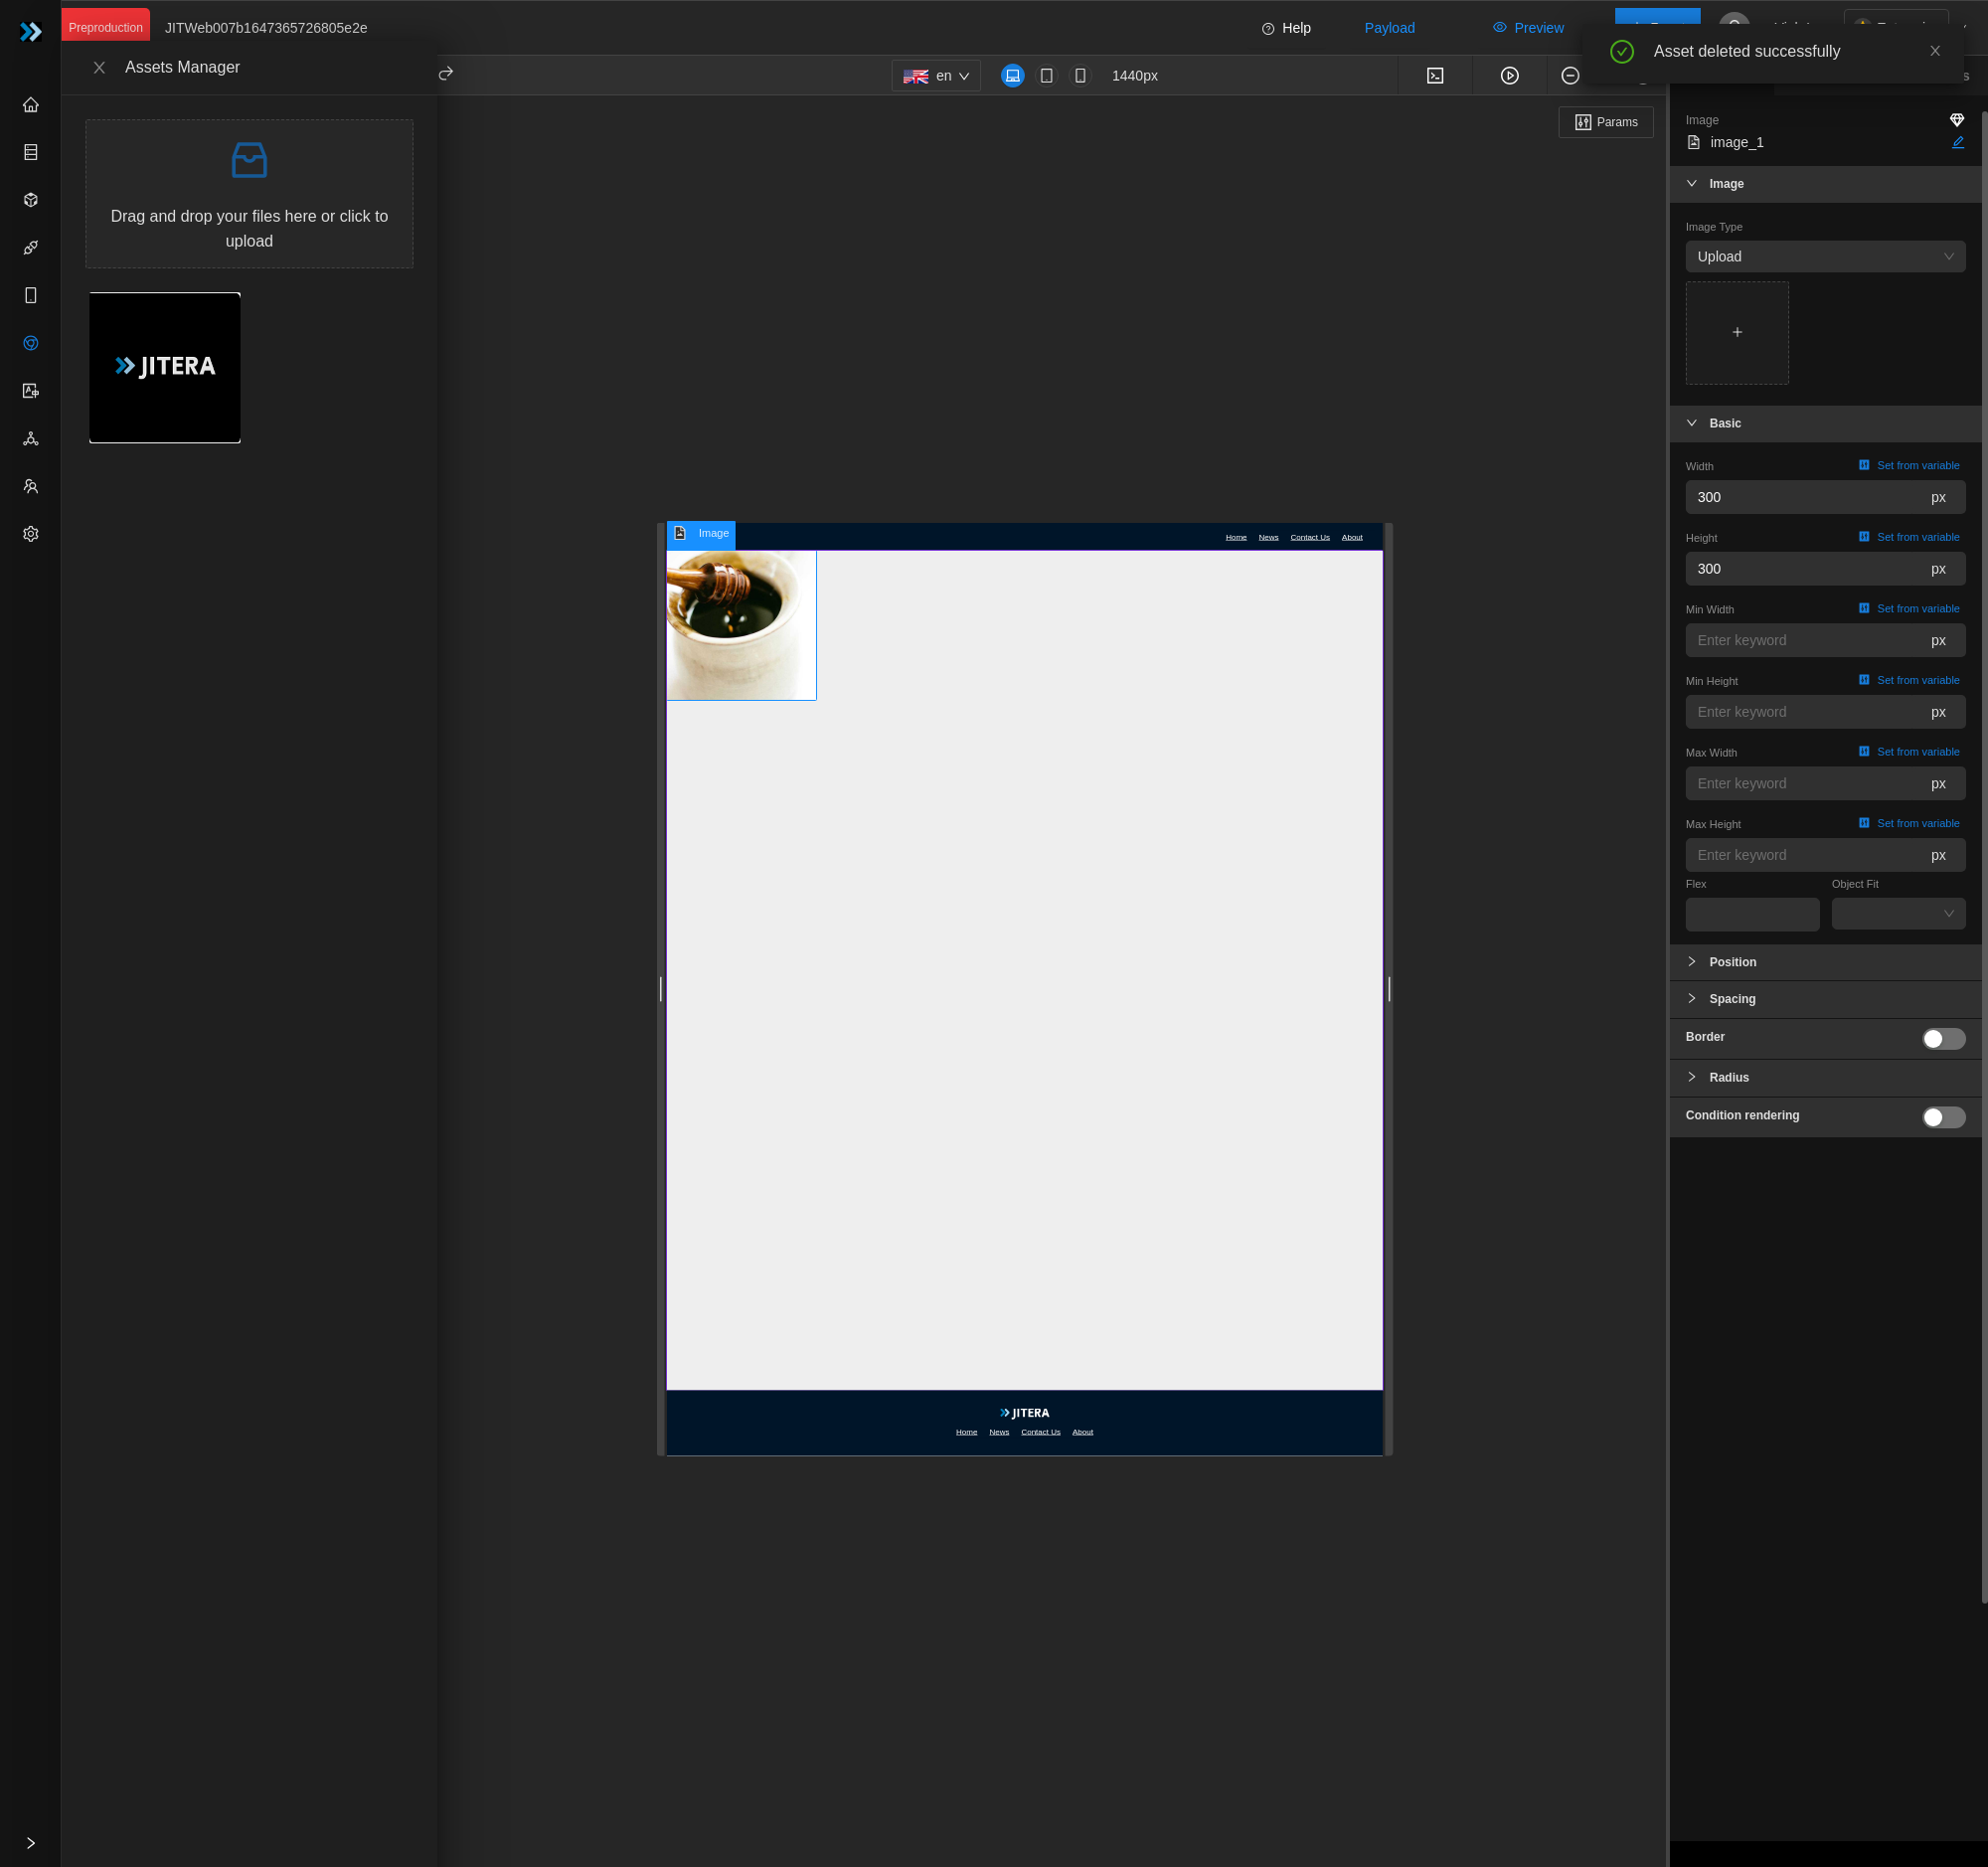 Preproduction
JITWeb007b1647365726805e2e
Help
Payload
Preview
Asset deleted successfully
Assets Manager
en
1440px
Params
Drag and drop your files here or click to
upload
JITERA
Image
image_1
Image
Image Type
Upload
Basic
Width
Set from variable
300
px
Height
Set from variable
300
px
Min Width
Set from variable
Enter keyword
px
Min Height
Set from variable
Enter keyword
px
Max Width
Set from variable
Enter keyword
px
Max Height
Set from variable
Enter keyword
px
Flex
Object Fit
Position
Spacing
Border
Radius
Condition rendering
Image
Home
News
Contact Us
About
JITERA
Home
News
Contact Us
About